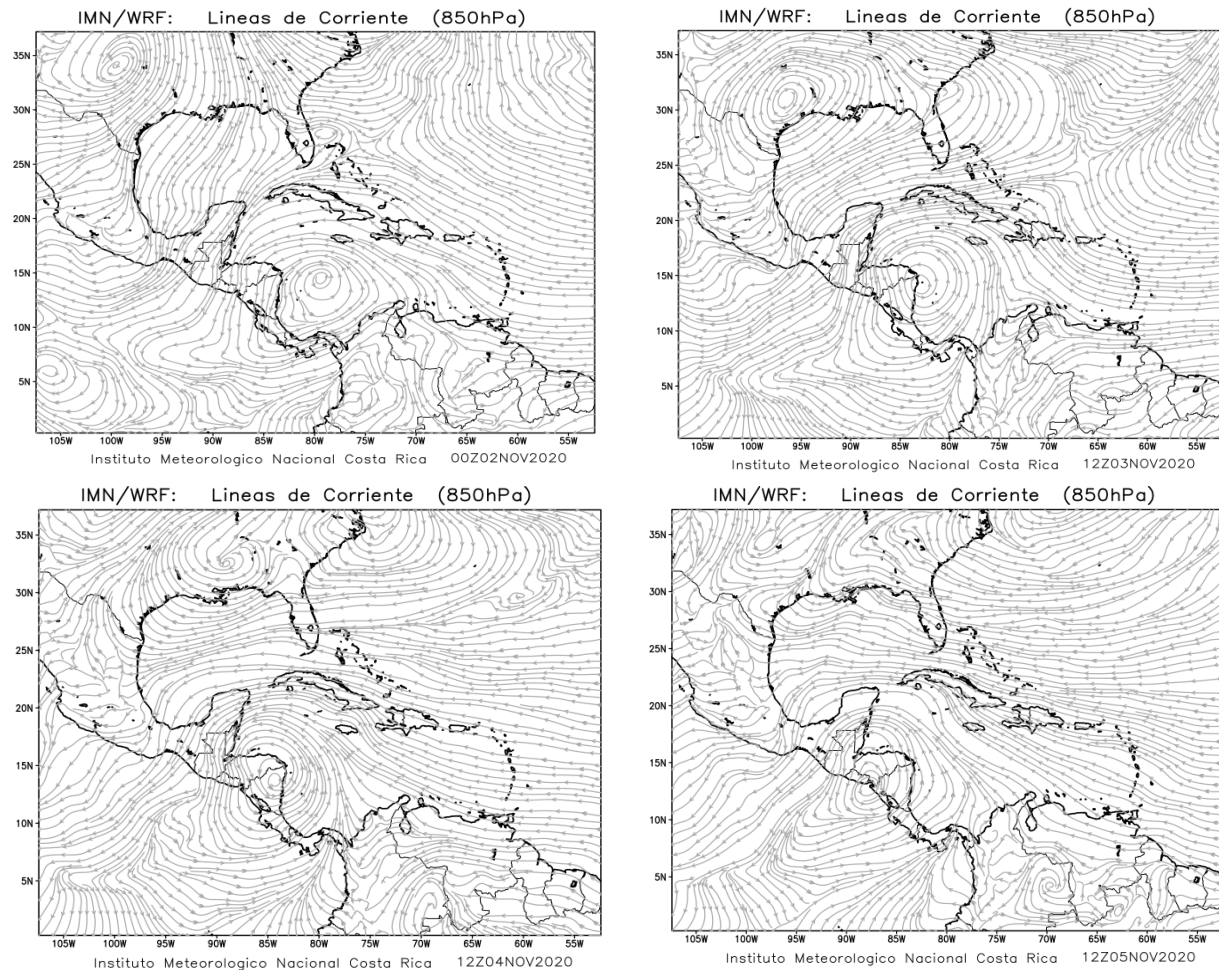 IMN/WRF: Lineas de Corriente (850hPa)
35N
30N
25N
20N
15N
10N
5N
105W 100W 95W 90W 85W 80W 75W 70W 65W 60W 55W
Instituto Meteorologico Nacional Costa Rica 00Z02NOV2020
IMN/WRF: Lineas de Corriente (850hPa)
35N
30N
25N
20N
15N
10N
5N
105W 100W 95W 90W 85W 80W 75W 70W 65W 60W 55W
Instituto Meteorologico Nacional Costa Rica 12Z03NOV2020
IMN/WRF: Lineas de Corriente (850hPa)
35N
30N
25N
20N
15N
10N
5N
105W 100W 95W 90W 85W 80W 75W 70W 65W 60W 55W
Instituto Meteorologico Nacional Costa Rica 12Z04NOV2020
IMN/WRF: Lineas de Corriente (850hPa)
35N
30N
25N
20N
15N
10N
5N
105W 100W 95W 90W 85W 80W 75W 70W 65W 60W 55W
Instituto Meteorologico Nacional Costa Rica 12Z05NOV2020